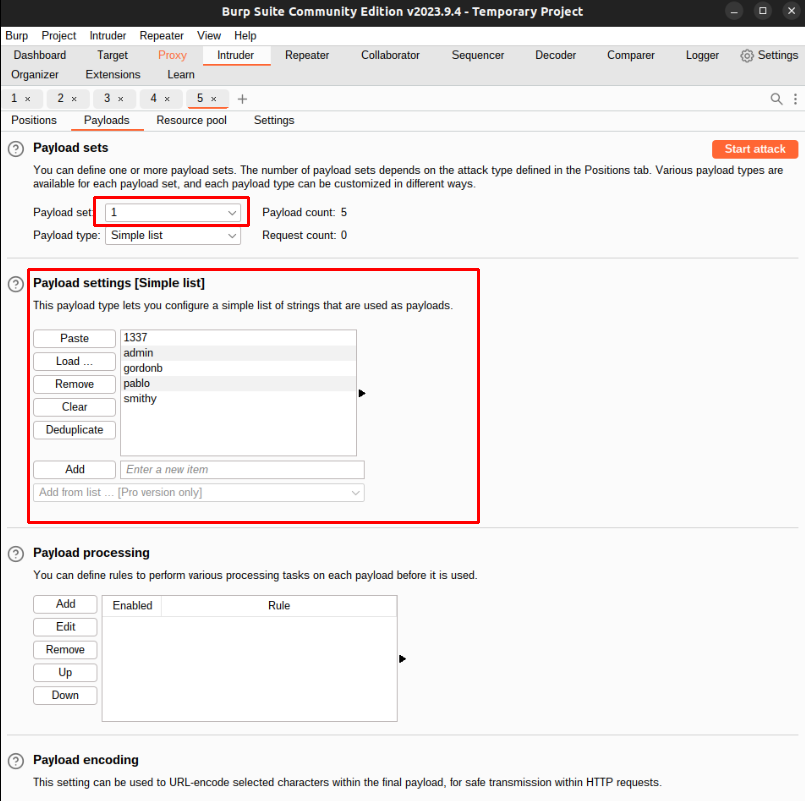 Burp Suite Community Edition v2023.9.4 - Temporary Project
Burp Project Intruder Repeater View Help
Dashboard Target Proxy Intruder Repeater Collaborator Sequencer Decoder Comparer Logger Settings
Organizer Extensions Learn
1 × 2 × 3 × 4 × 5 × +
Positions Payloads Resource pool Settings
? Payload sets Start attack
You can define one or more payload sets. The number of payload sets depends on the attack type defined in the Positions tab. Various payload types are
available for each payload set, and each payload type can be customized in different ways.
Payload set: 1 Payload count: 5
Payload type: Simple list Request count: 0
? Payload settings [Simple list]
This payload type lets you configure a simple list of strings that are used as payloads.
Paste 1337
admin
Load ... gordonb
Remove pablo
smithy
Clear
Deduplicate
Add Enter a new item
Add from list ... [Pro version only]
? Payload processing
You can define rules to perform various processing tasks on each payload before it is used.
Add Enabled Rule
Edit
Remove
Up
Down
? Payload encoding
This setting can be used to URL-encode selected characters within the final payload, for safe transmission within HTTP requests.